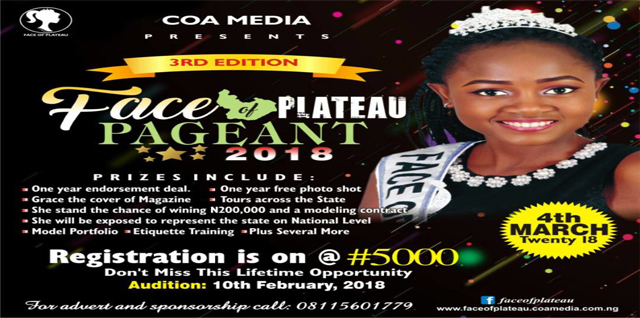 FACE OF PLATEAU
COA MEDIA
PRESENTS
3RD EDITION
Face of PLATEAU
PAGEANT
2018
PRIZES INCLUDE:
One year endorsement deal.
One year free photo shot
Grace the cover of Magazine
Tours across the State
She stand the chance of wining N200,000 and a modeling contract
She will be exposed to represent the state on National Level
Model Portfolio
Etiquette Training
Plus Several More
FACE O
4th
MARCH
Twenty 18
Registration is on @ #5000
Don't Miss This Lifetime Opportunity
Audition: 10th February, 2018
For advert and sponsorship call: 08115601779
f faceofplateau
www.faceofplateau.coamedia.com.ng